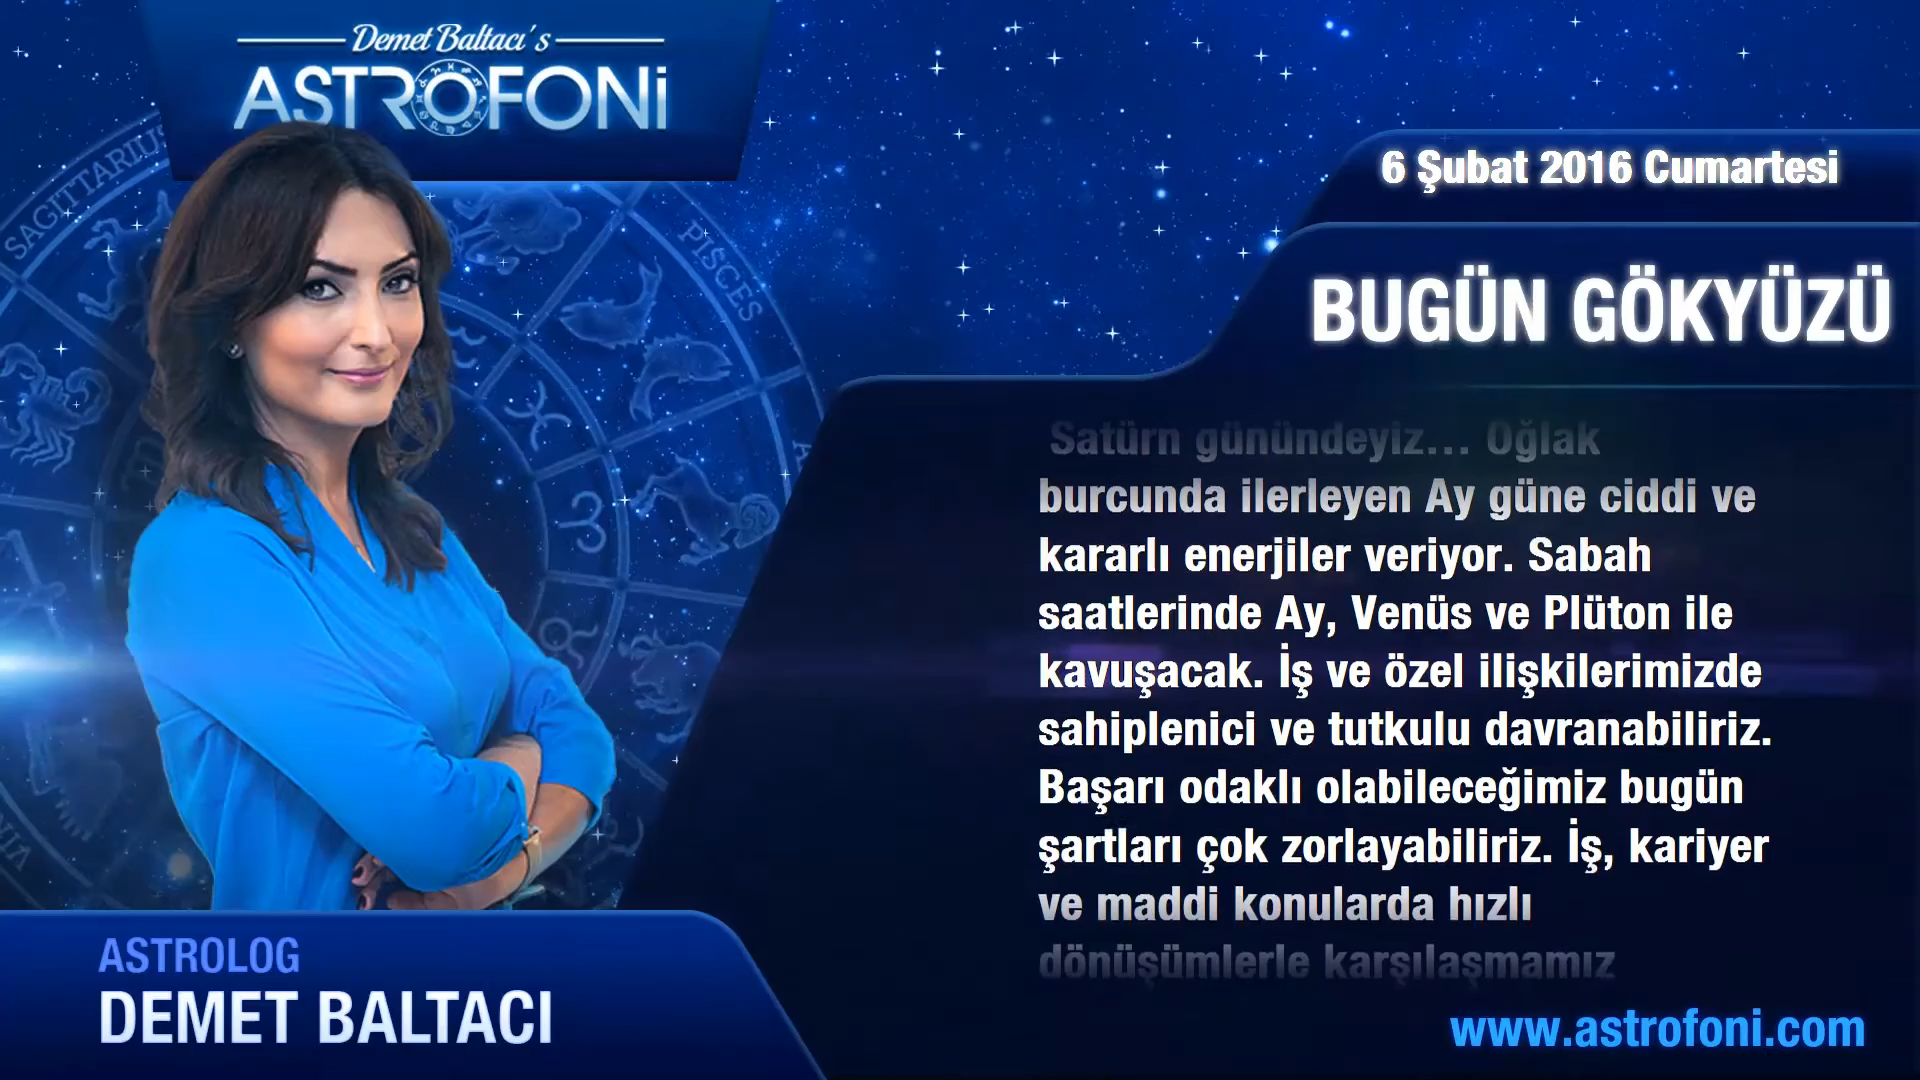 Demet Baltacı's
ASTROFONİ
6 Şubat 2016 Cumartesi
BUGÜN GÖKYÜZÜ
SAGITTARIUS
PISCES
Satürn günündeyiz... Oğlak
burcunda ilerleyen Ay güne ciddi ve
kararlı enerjiler veriyor. Sabah
saatlerinde Ay, Venüs ve Plüton ile
kavuşacak. İş ve özel ilişkilerimizde
sahiplenici ve tutkulu davranabiliriz.
Başarı odaklı olabileceğimiz bugün
şartları çok zorlayabiliriz. İş, kariyer
ve maddi konularda hızlı
dönüşümlerle karşılaşmamız
ASTROLOG
DEMET BALTACI
www.astrofoni.com